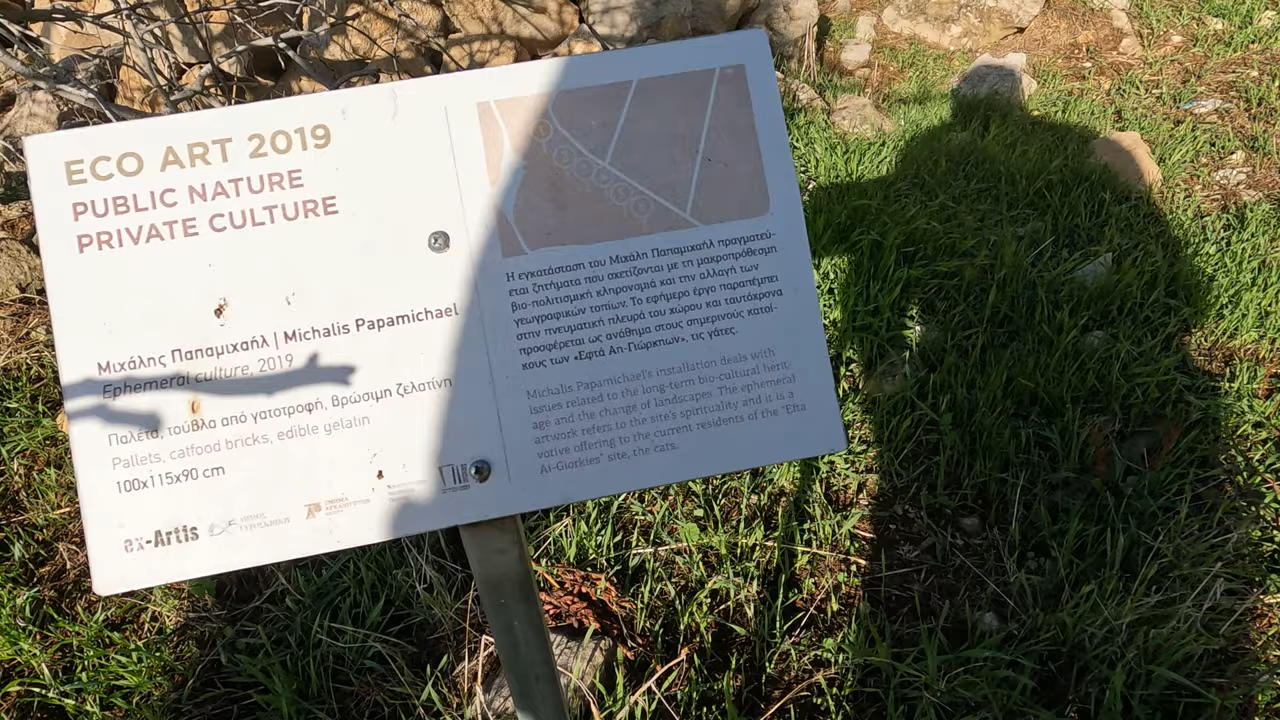 ECO ART 2019
PUBLIC NATURE
PRIVATE CULTURE
Μιχάλης Παπαμιχαήλ | Michalis Papamichael
Ephemeral culture, 2019
Παλέτα, τούβλα από γατοτροφή, βρώσιμη ζελατίνη
Pallets, catfood bricks, edible gelatin
100x115x90 cm
ex-Artis
Η εγκατάσταση του Μιχάλη Παπαμιχαήλ πραγματεύ-
εται ζητήματα που σχετίζονται με τη μακροπρόθεσμη
βιο-πολιτισμική κληρονομιά και την αλλαγή των
γεωγραφικών τοπίων. Το εφήμερο έργο παραπέμπει
στην πνευματική πλευρά του χώρου και ταυτόχρονα
προσφέρεται ως ανάθημα στους σημερινούς κατοί-
κους των «Εφτά Αη-Γιώρκηων», τις γάτες.
Michalis Papamichael's installation deals with
issues related to the long-term bio-cultural herit-
age and the change of landscapes. The ephemeral
artwork refers to the site's spirituality and it is a
votive offering to the current residents of the "Efta
Ai-Giorkies" site, the cats.